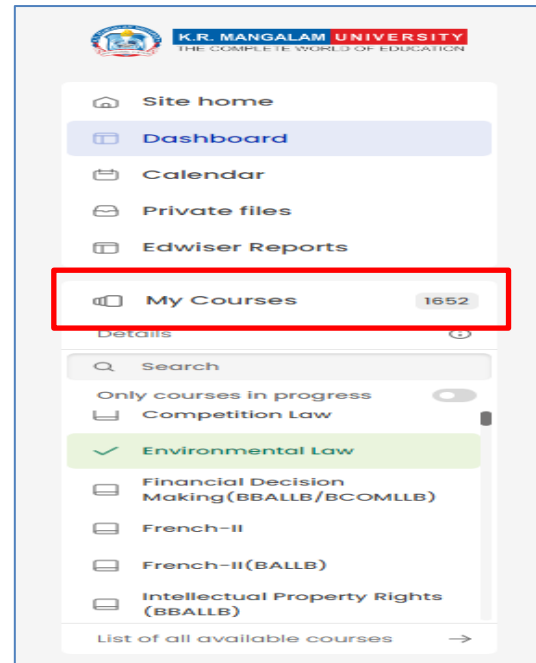 K.R. MANGALAM UNIVERSITY
THE COMPLETE WORLD OF EDUCATION
Site home
Dashboard
Calendar
Private files
Edwiser Reports
My Courses 1652
Details
Search
Only courses in progress
Competition Law
Environmental Law
Financial Decision
Making(BBALLB/BCOMLLB)
French-II
French-II(BALLB)
Intellectual Property Rights
(BBALLB)
List of all available courses